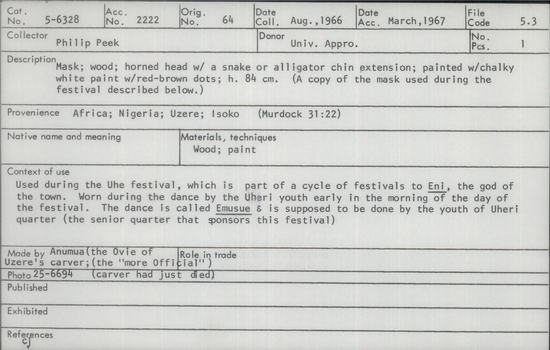 Cat. No. 5-6328 Acc. No. 2222 Orig. No. 64 Date Coll. Aug.,1966 Date Acc. March,1967 File Code 5.3
Collector Philip Peek Donor Univ. Appro. No. Pcs. 1
Description Mask; wood; horned head w/ a snake or alligator chin extension; painted w/chalky
white paint w/red-brown dots; h. 84 cm. (A copy of the mask used during the
festival described below.)
Provenience Africa; Nigeria; Uzere; Isoko (Murdock 31:22)
Native name and meaning Materials, techniques
Wood; paint
Context of use
Used during the Uhe festival, which is part of a cycle of festivals to Eni, the god of
the town. Worn during the dance by the Uheri youth early in the morning of the day of
the festival. The dance is called Emusue & is supposed to be done by the youth of Uheri
quarter (the senior quarter that sponsors this festival)
Made by Anumua(the Ovie of Role in trade
Uzere's carver;(the "more Official")
Photo 25-6694 (carver had just died)
Published
Exhibited
References
cj